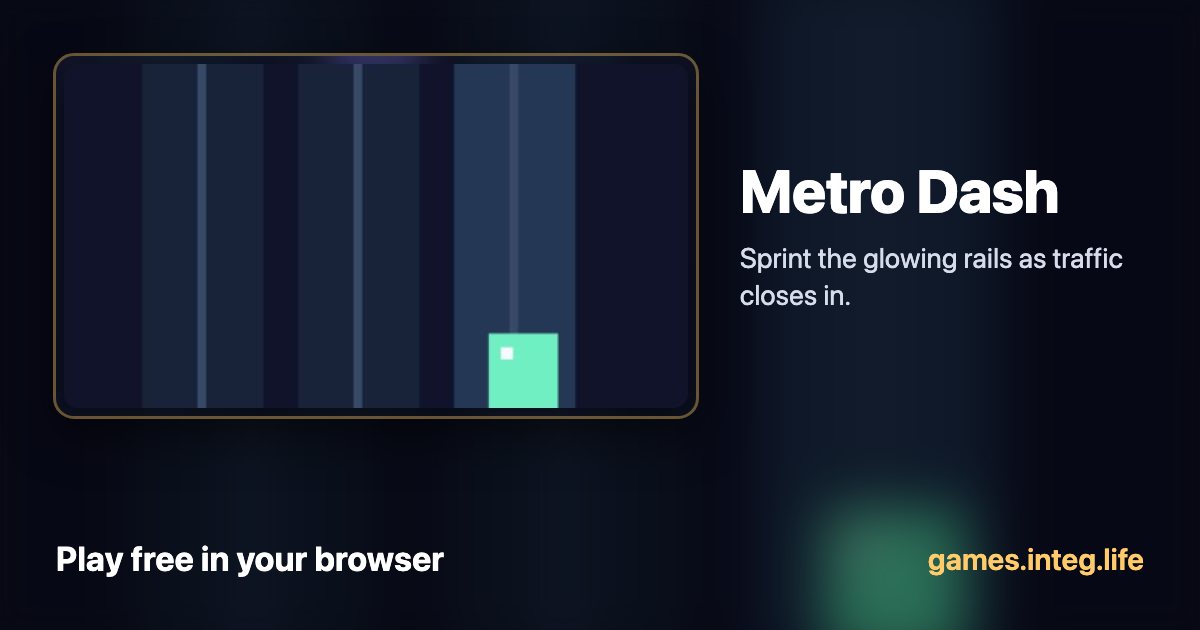 Metro Dash
Sprint the glowing rails as traffic
closes in.
Play free in your browser
games.integ.life